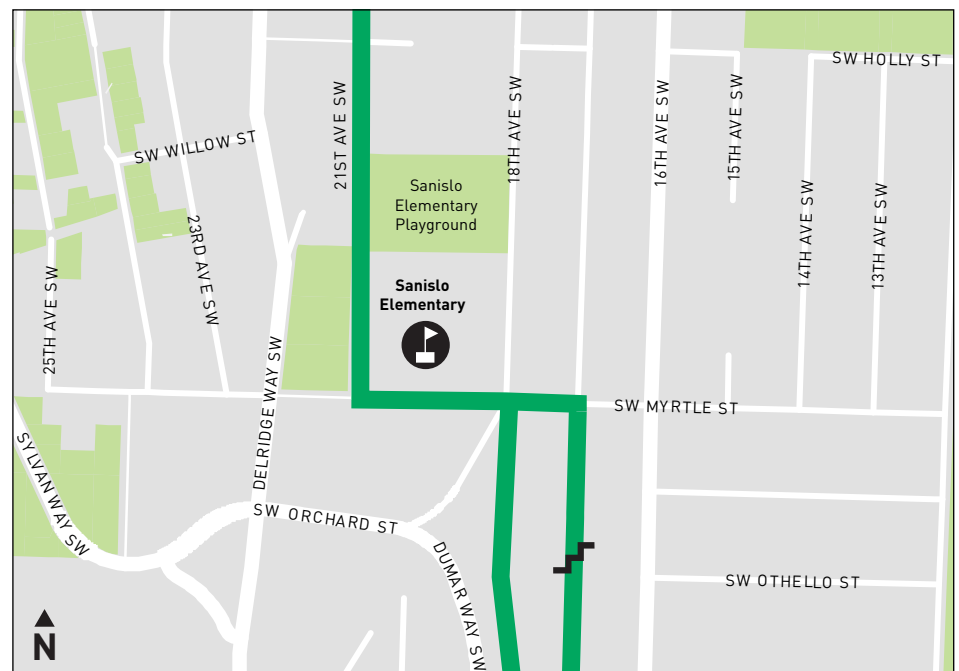 SW HOLLY ST
21ST AVE SW
18TH AVE SW
16TH AVE SW
15TH AVE SW
SW WILLOW ST
Sanislo
Elementary
Playground
14TH AVE SW
13TH AVE SW
23RD AVE SW
25TH AVE SW
Sanislo
Elementary
DELRIDGE WAY SW
SW MYRTLE ST
SYLVAN WAY SW
SW ORCHARD ST
DUMAR WAY SW
SW OTHELLO ST
N